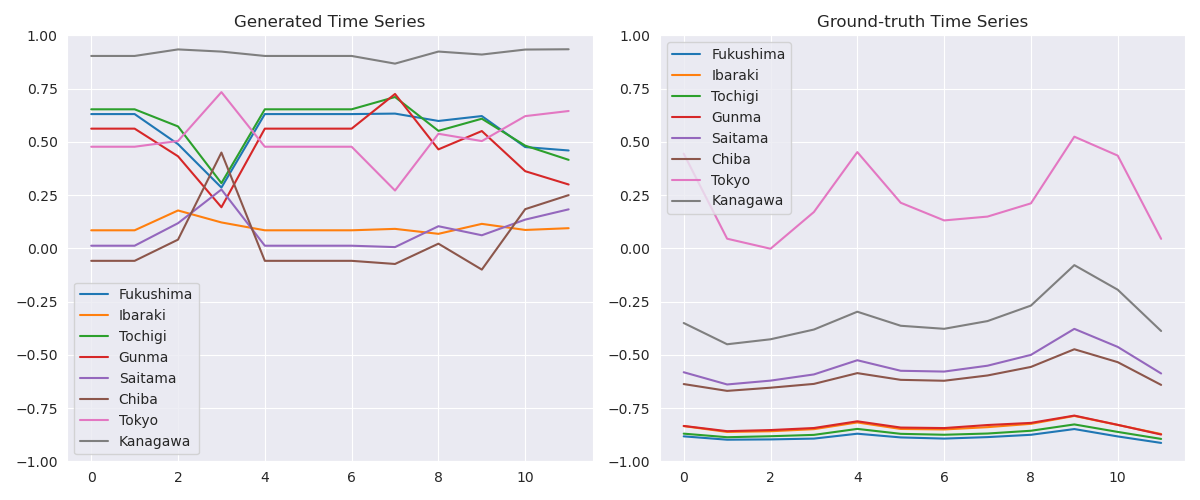 Generated Time Series
1.00
0.75
0.50
0.25
0.00
−0.25
−0.50
−0.75
−1.00
Fukushima
Ibaraki
Tochigi
Gunma
Saitama
Chiba
Tokyo
Kanagawa
0 2 4 6 8 10
Ground-truth Time Series
1.00
0.75
0.50
0.25
0.00
−0.25
−0.50
−0.75
−1.00
Fukushima
Ibaraki
Tochigi
Gunma
Saitama
Chiba
Tokyo
Kanagawa
0 2 4 6 8 10